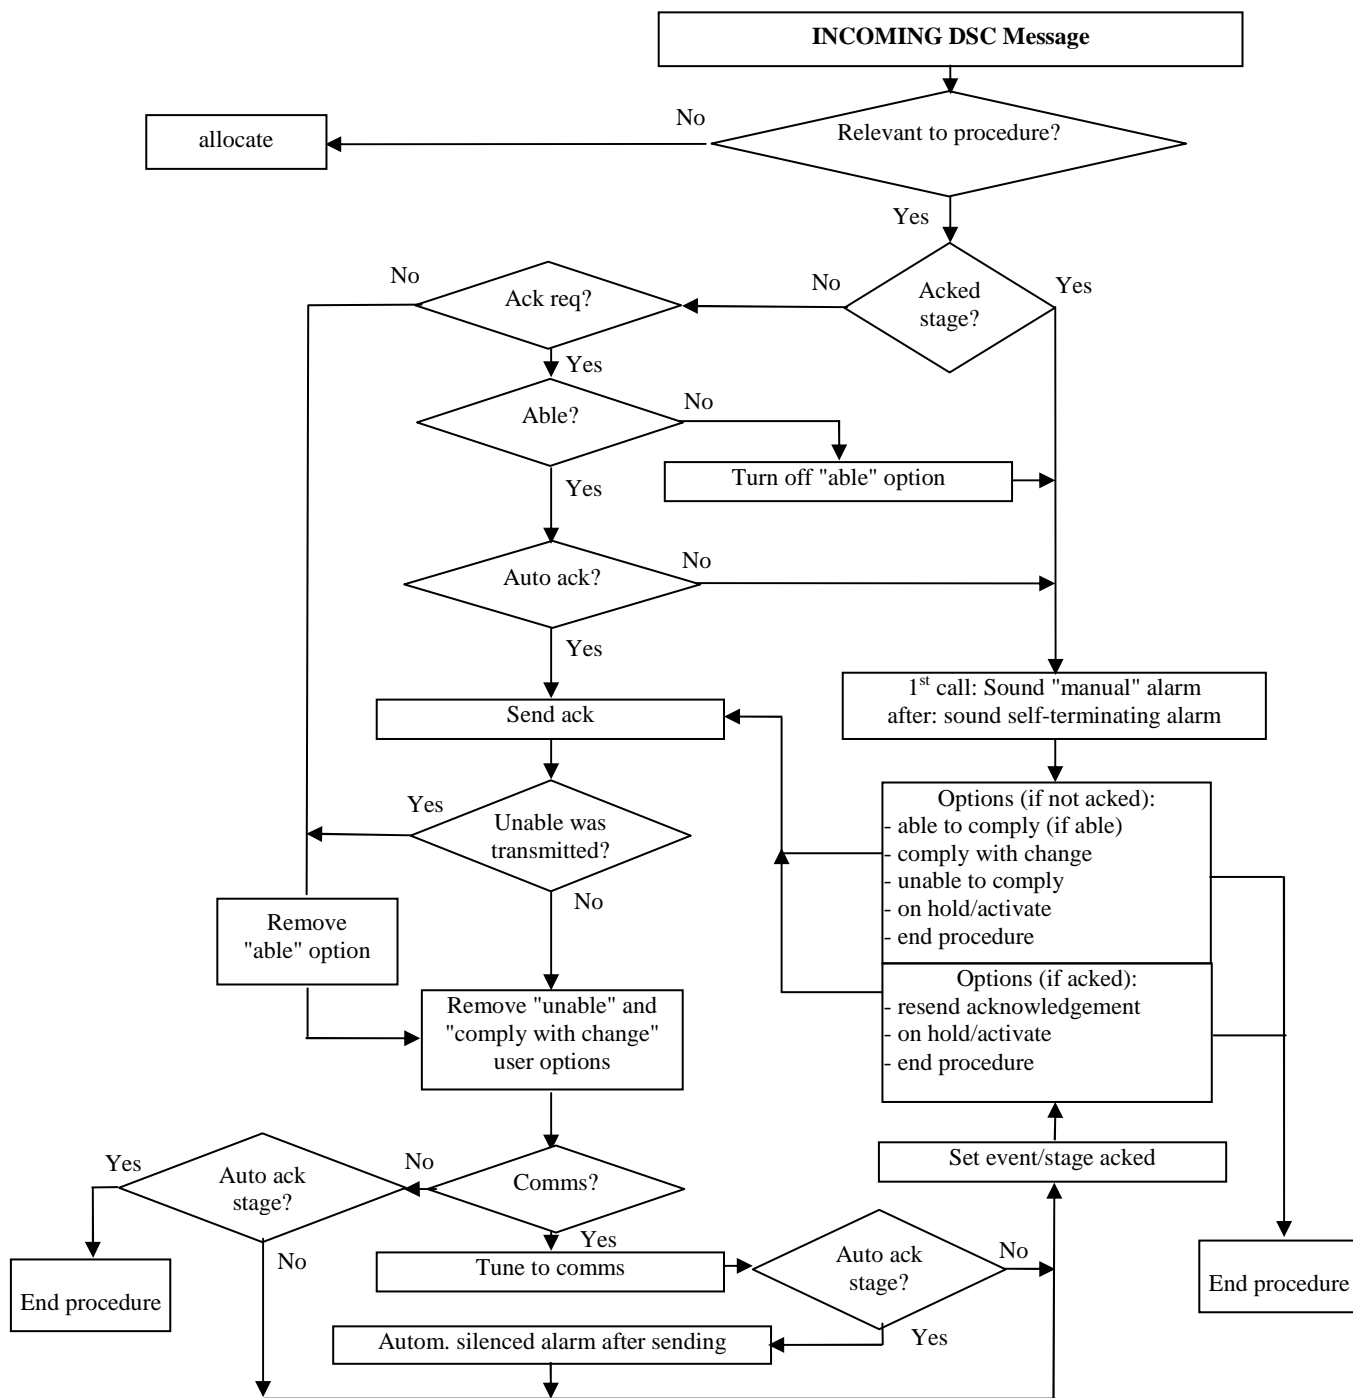 INCOMING DSC Message
No
Relevant to procedure?
allocate
Yes
No
Ack req?
No
Acked
stage?
Yes
Yes
Able?
No
Turn off "able" option
Yes
Auto ack?
No
Yes
1st call: Sound "manual" alarm
after: sound self-terminating alarm
Send ack
Yes
Unable was
transmitted?
No
Options (if not acked):
- able to comply (if able)
- comply with change
- unable to comply
- on hold/activate
- end procedure
Remove
"able" option
Options (if acked):
- resend acknowledgement
- on hold/activate
- end procedure
Remove "unable" and
"comply with change"
user options
Yes
Auto ack
stage?
No
Comms?
Set event/stage acked
No
Yes
Tune to comms
Auto ack
stage?
No
End procedure
End procedure
Yes
Autom. silenced alarm after sending